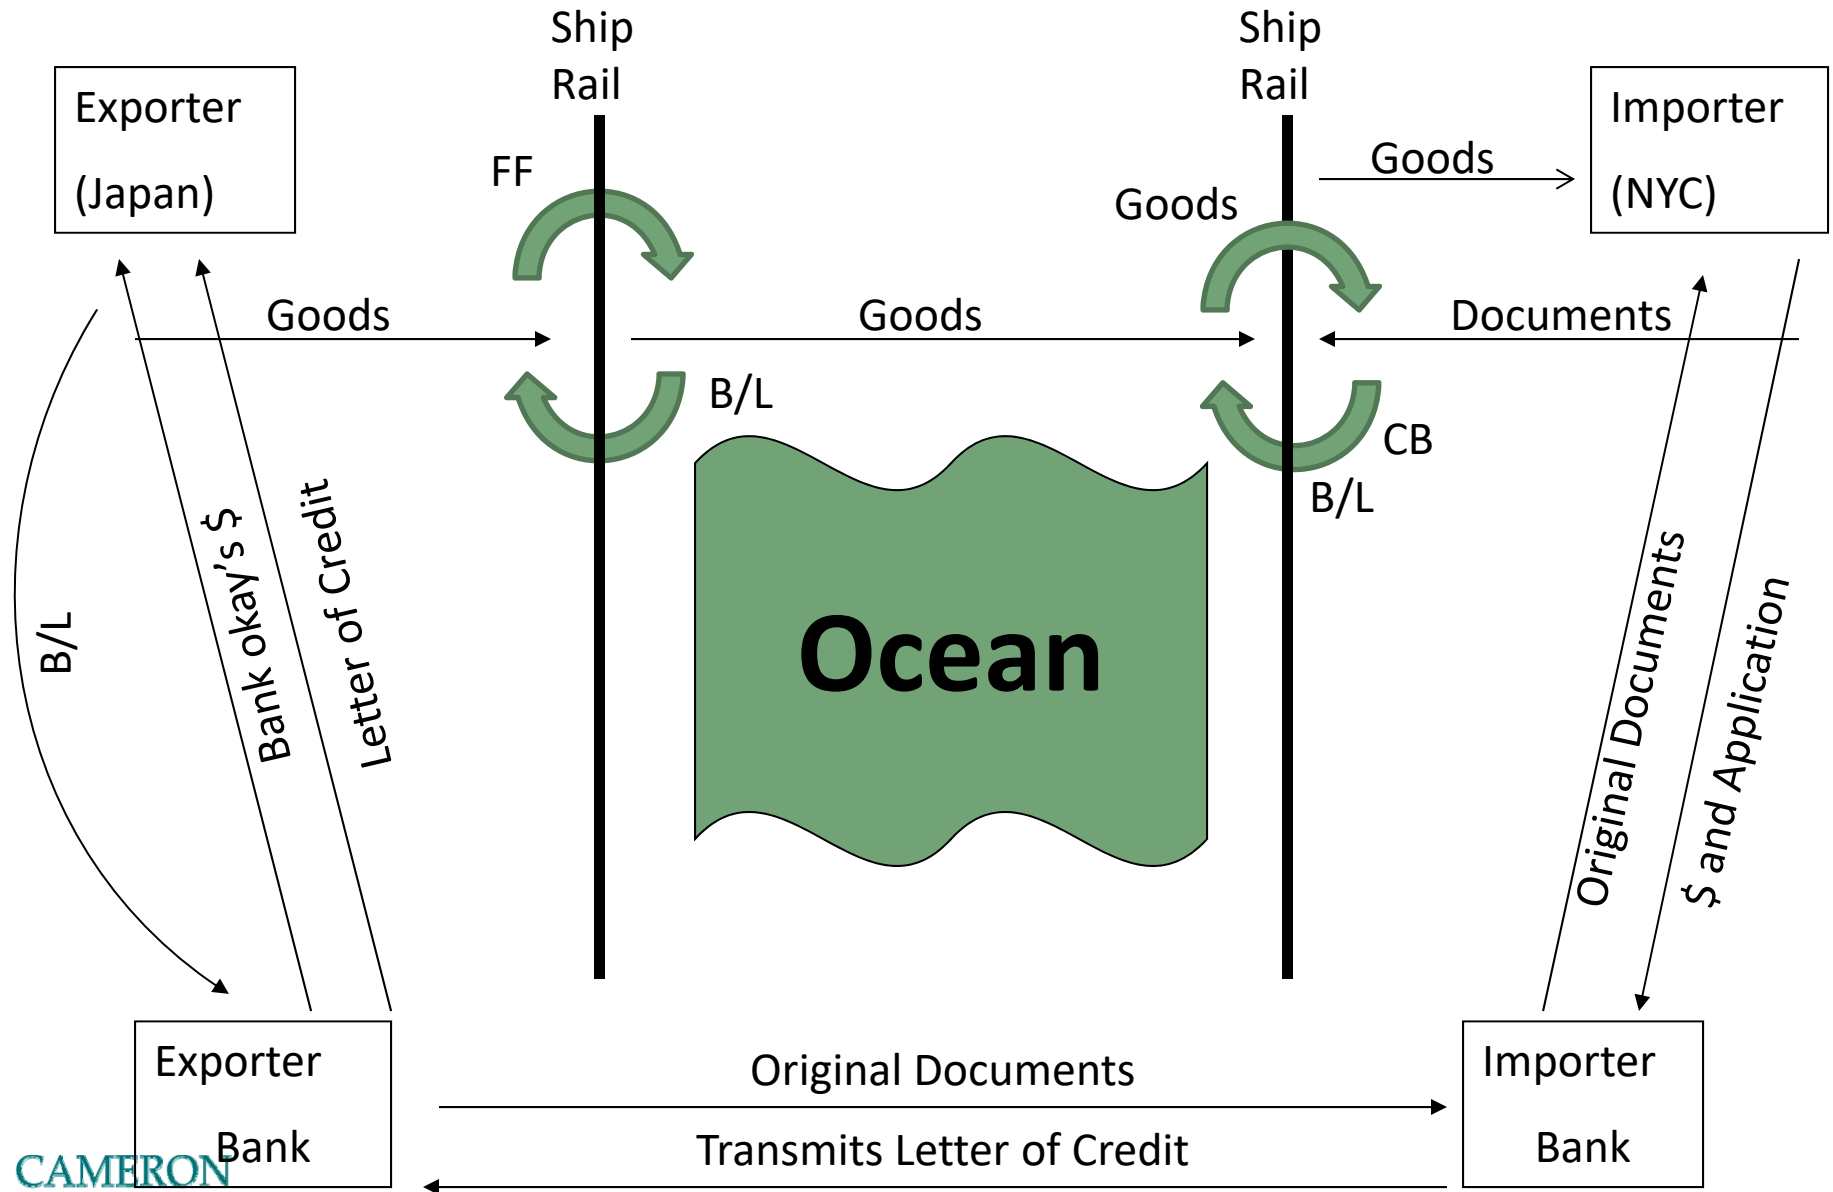 Ship
Rail
Ship
Rail
Exporter
(Japan)
Importer
(NYC)
FF
Goods
Goods
Goods
Goods
Documents
B/L
CB
B/L
B/L
Bank okay’s $
Letter of Credit
Ocean
Original Documents
$ and Application
Exporter
Bank
Original Documents
Transmits Letter of Credit
Importer
Bank
CAMERON